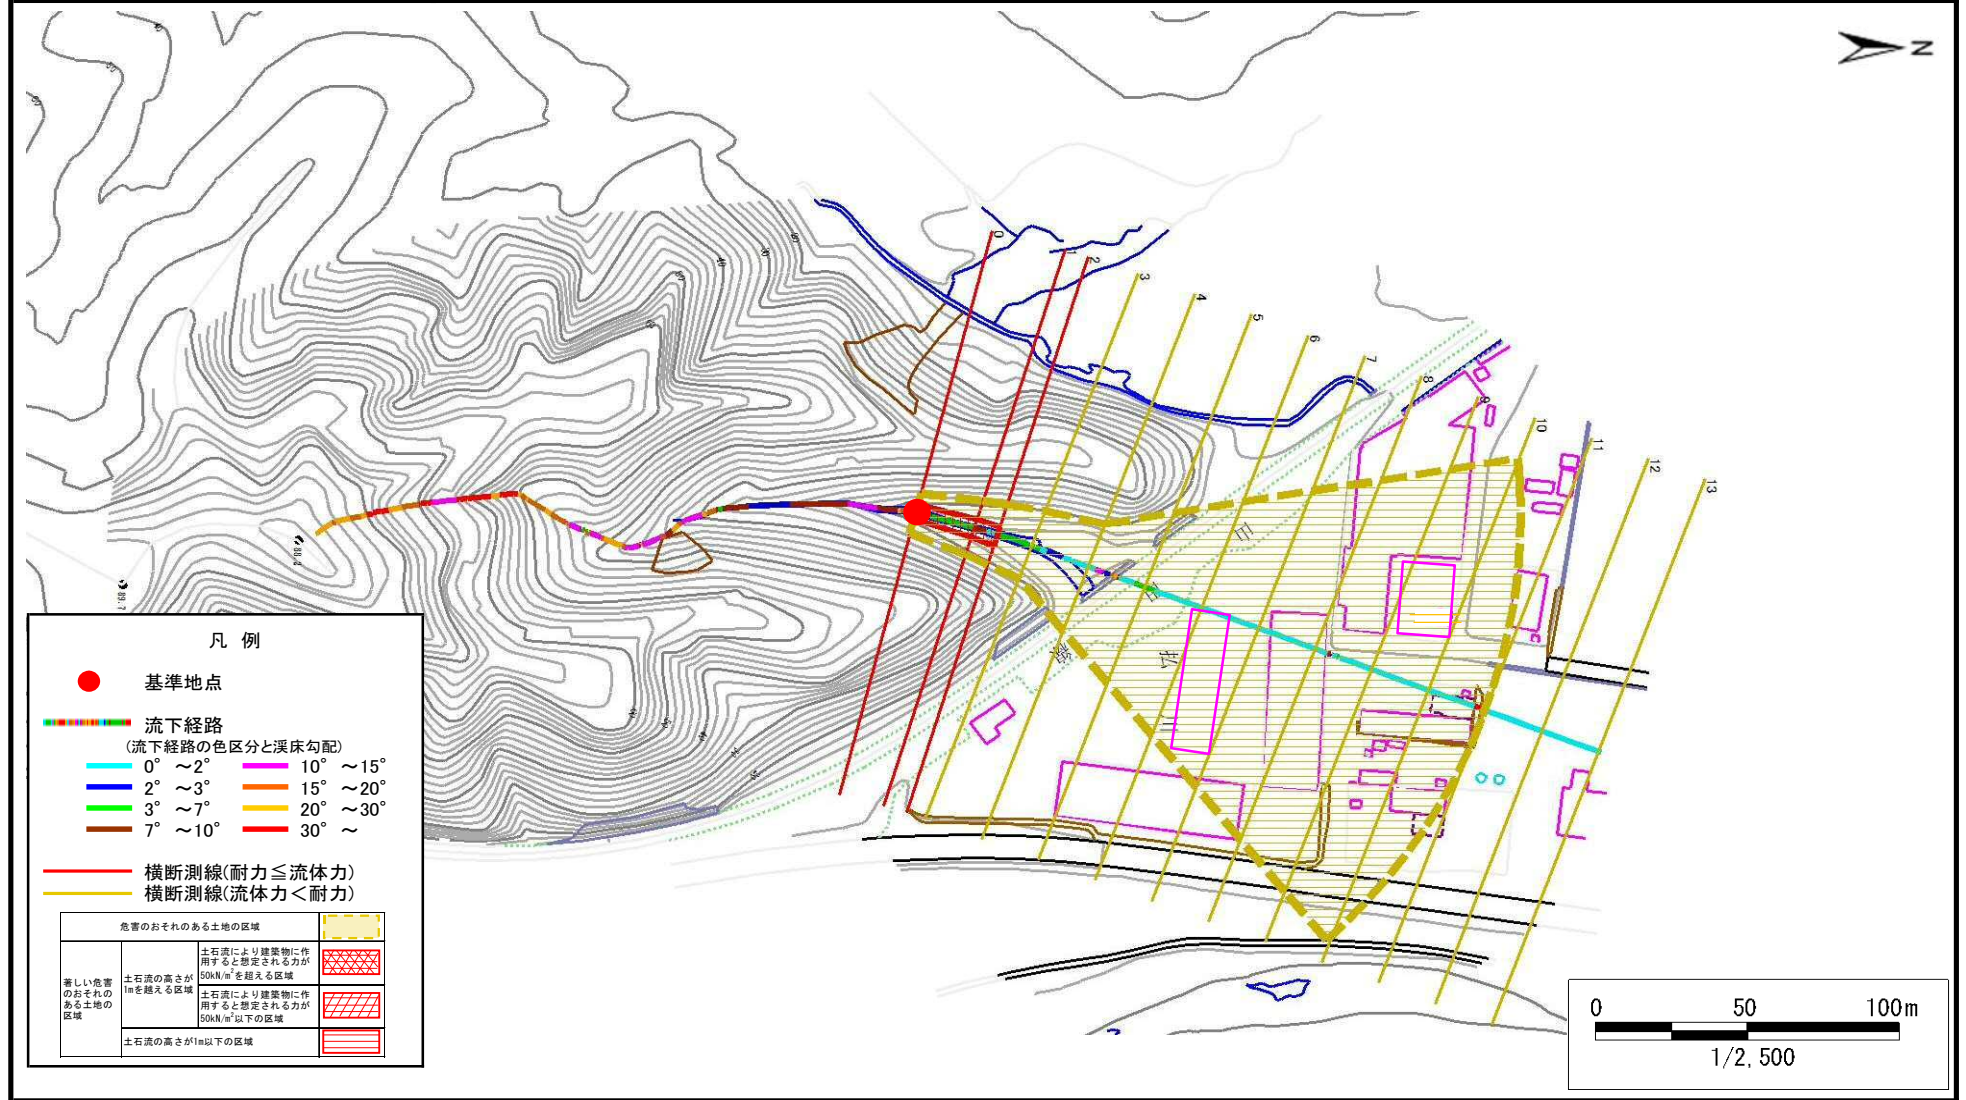 N
0
1
2
3
4
5
6
7
8
9
10
11
12
13
88.4
89.7
払
川
凡 例
基準地点
流下経路
(流下経路の色区分と渓床勾配)
0° ～2°
10° ～15°
2° ～3°
15° ～20°
3° ～7°
20° ～30°
7° ～10°
30° ～
横断測線(耐力≦流体力)
横断測線(流体力＜耐力)
危害のおそれのある土地の区域
著しい危害
のおそれの
ある土地の
区域
土石流の高さが
1mを越える区域
土石流により建築物に作
用すると想定される力が
50kN/m²を超える区域
土石流により建築物に作
用すると想定される力が
50kN/m²以下の区域
土石流の高さが1m以下の区域
0 50 100m
1/2,500